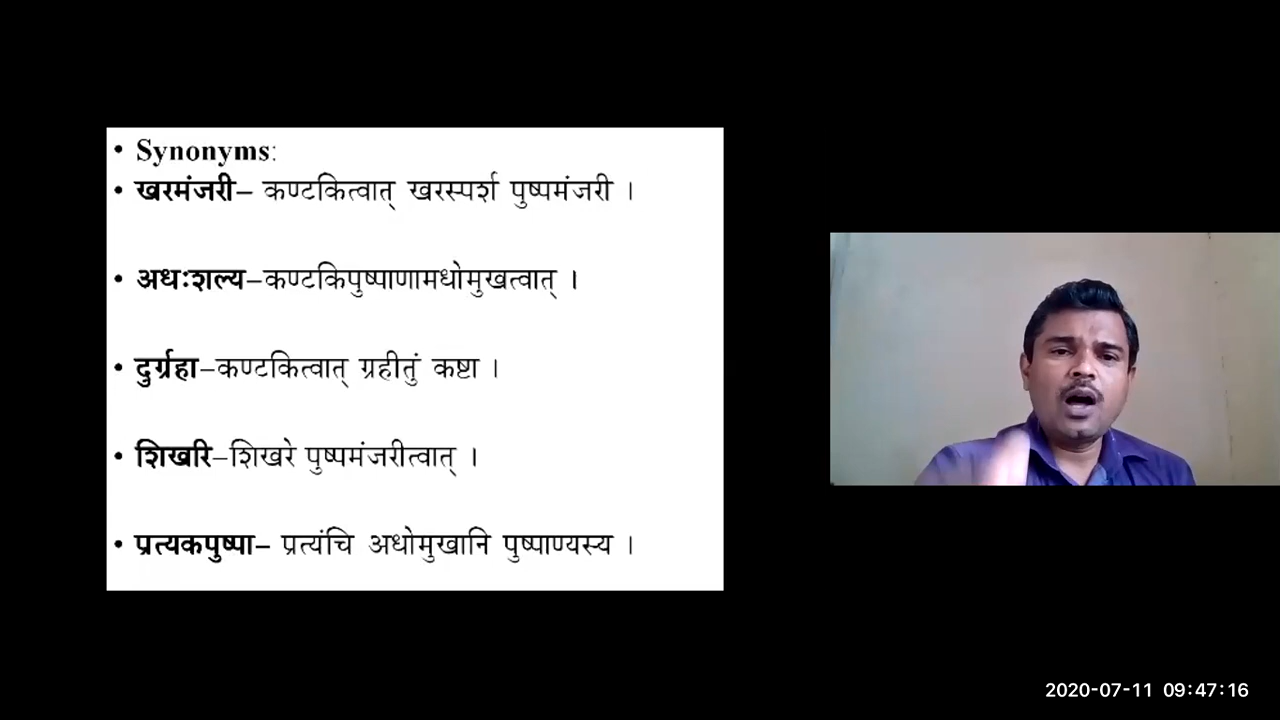 • Synonyms:
• खरमंजरी– कण्टकित्वात् खरस्पर्श पुष्पमंजरी ।
• अधःशल्य–कण्टकिपुष्पाणामधोमुखत्वात् ।
• दुर्ग्रहा–कण्टकित्वात् ग्रहीतुं कष्टा ।
• शिखरि–शिखरे पुष्पमंजरीत्वात् ।
• प्रत्यकपुष्पा– प्रत्यंचि अधोमुखानि पुष्पाण्यस्य ।
2020-07-11 09:47:16